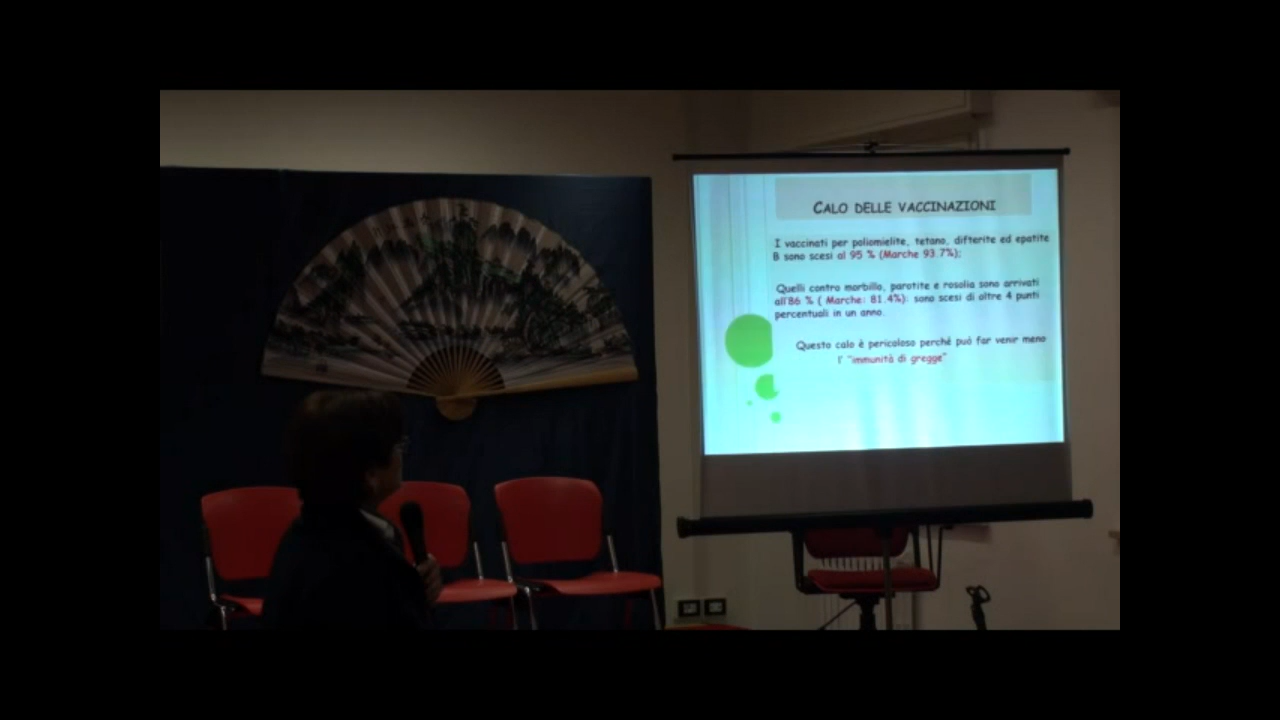 CALO DELLE VACCINAZIONI
I vaccinati per poliomielite, tetano, difterite ed epatite
B sono scesi al 95 % (Marche 93.7%);
Quelli contro morbillo, parotite e rosolia sono arrivati
all'86 % ( Marche: 81.4%): sono scesi di oltre 4 punti
percentuali in un anno.
Questo calo è pericoloso perché può far venir meno
l' "immunità di gregge"